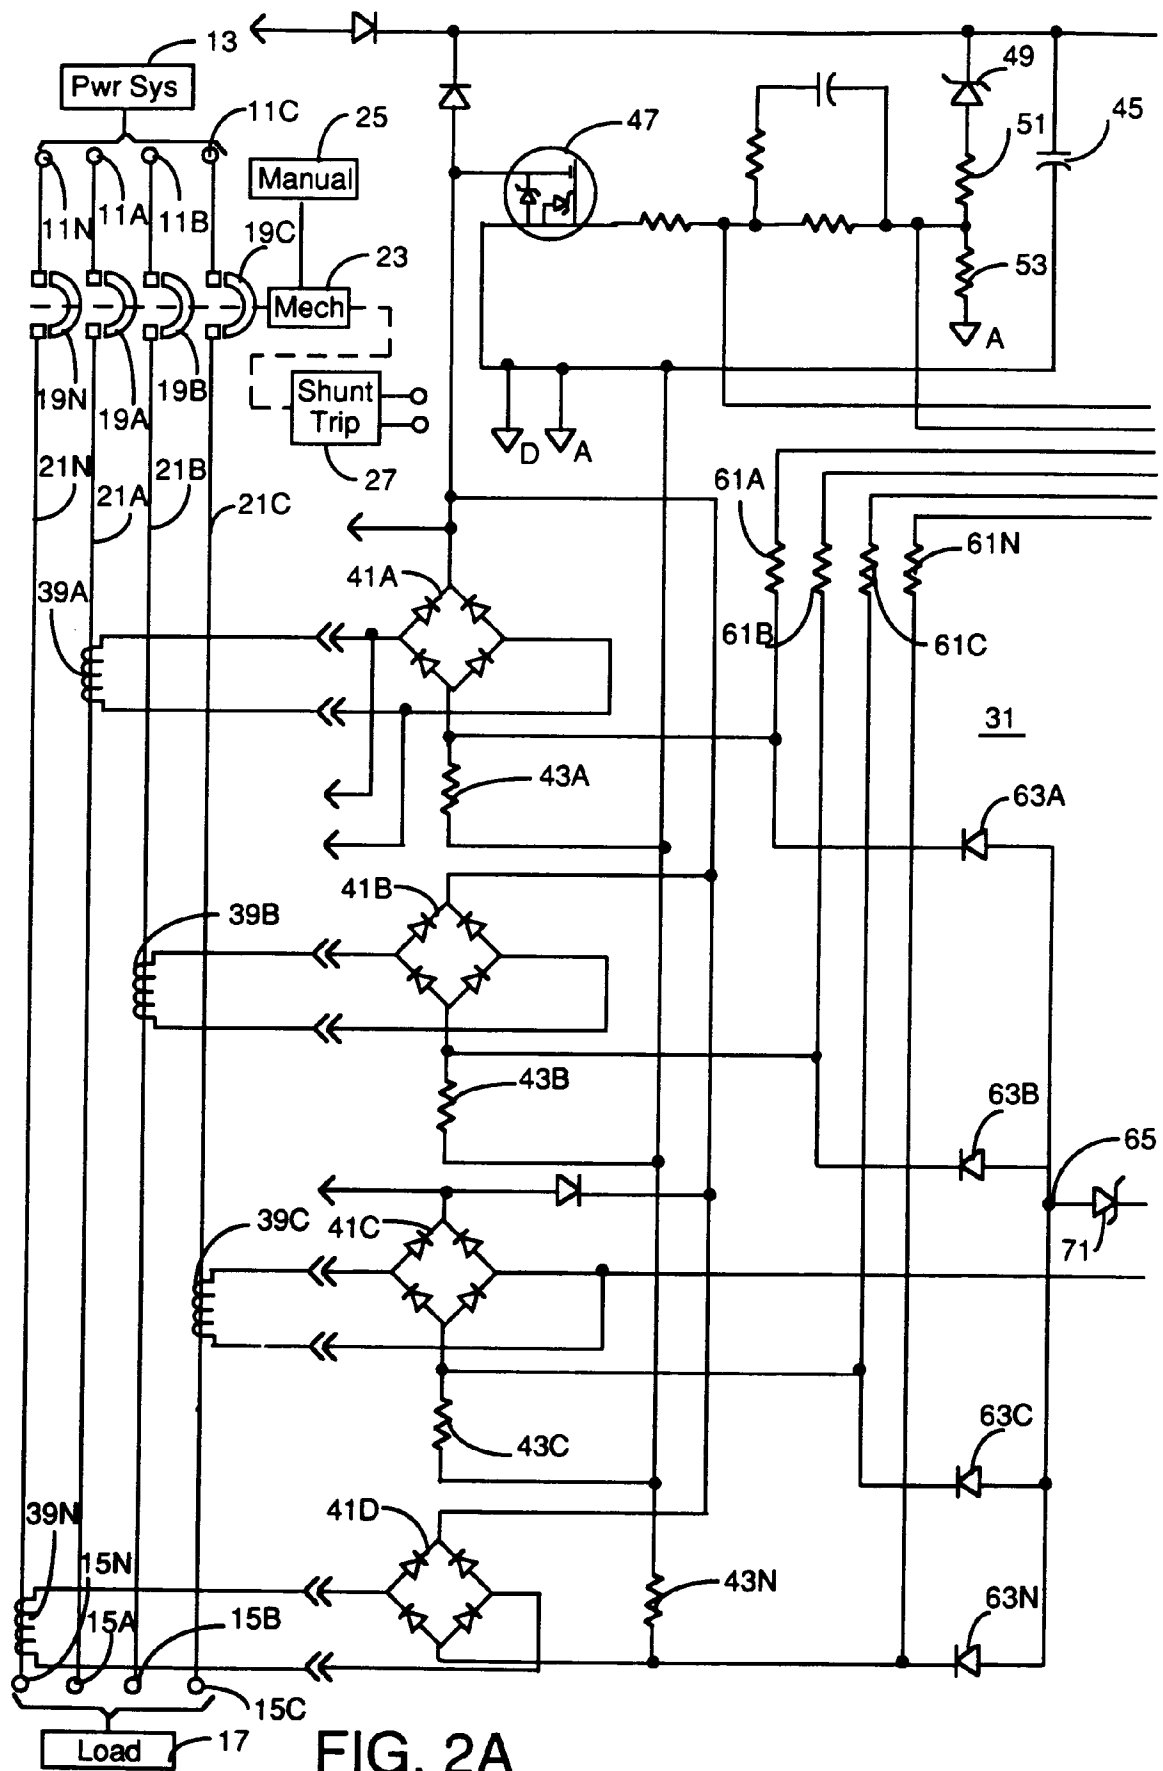 13
Pwr Sys
11C
25
Manual
47
49
51
45
11N
11A
11B
19C
23
Mech
53
A
19N
19A
19B
Shunt
Trip
27
D
A
21N
21A
21B
21C
61A
61N
39A
41A
61B
61C
31
43A
63A
41B
39B
43B
63B
65
39C
41C
71
43C
63C
39N
41D
15N
43N
15A
15B
63N
15C
Load
17
FIG. 2A